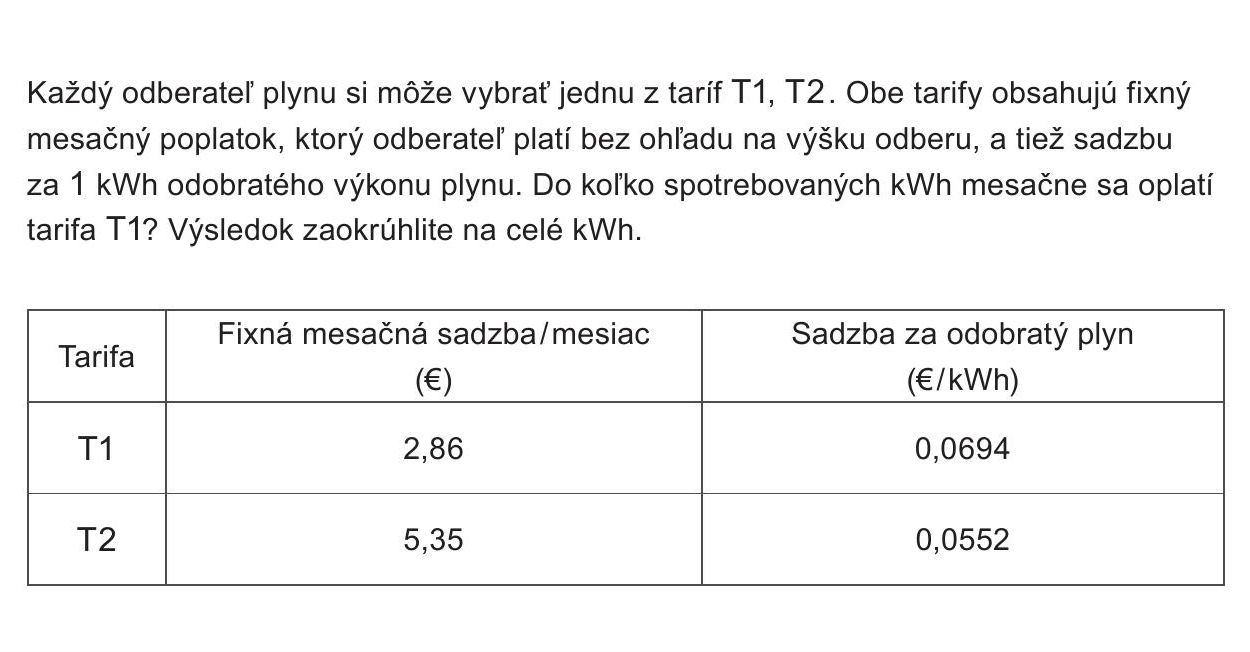 Každý odberateľ plynu si môže vybrať jednu z taríf T1, T2. Obe tarify obsahujú fixný
mesačný poplatok, ktorý odberateľ platí bez ohľadu na výšku odberu, a tiež sadzbu
za 1 kWh odobratého výkonu plynu. Do koľko spotrebovaných kWh mesačne sa oplatí
tarifa T1? Výsledok zaokrúhlite na celé kWh.
Tarifa
Fixná mesačná sadzba/mesiac
(€)
Sadzba za odobratý plyn
(€/kWh)
T1 2,86 0,0694
T2 5,35 0,0552